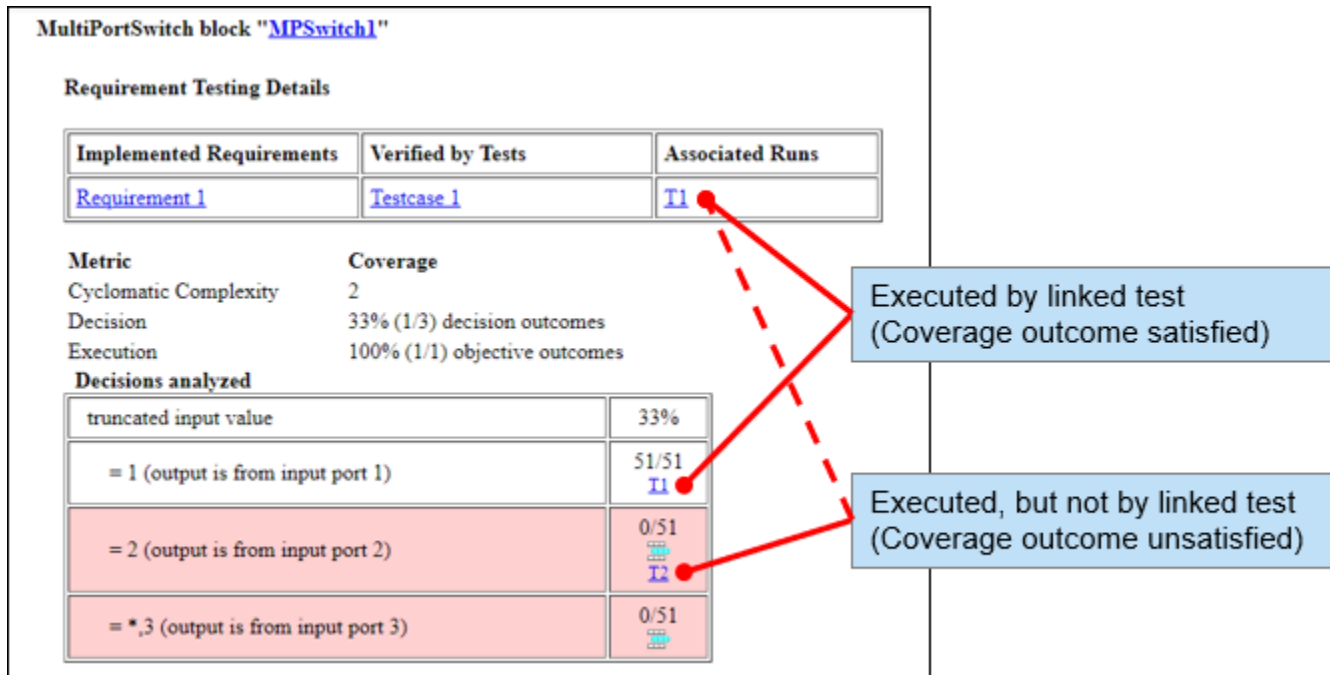 MultiPortSwitch block "MPSwitch1"
Requirement Testing Details
Implemented Requirements Verified by Tests Associated Runs
Requirement 1 Testcase 1 T1
Metric Coverage
Cyclomatic Complexity 2
Decision 33% (1/3) decision outcomes
Execution 100% (1/1) objective outcomes
Decisions analyzed
truncated input value 33%
= 1 (output is from input port 1) 51/51
T1
= 2 (output is from input port 2) 0/51
T2
= *,3 (output is from input port 3) 0/51
Executed by linked test
(Coverage outcome satisfied)
Executed, but not by linked test
(Coverage outcome unsatisfied)